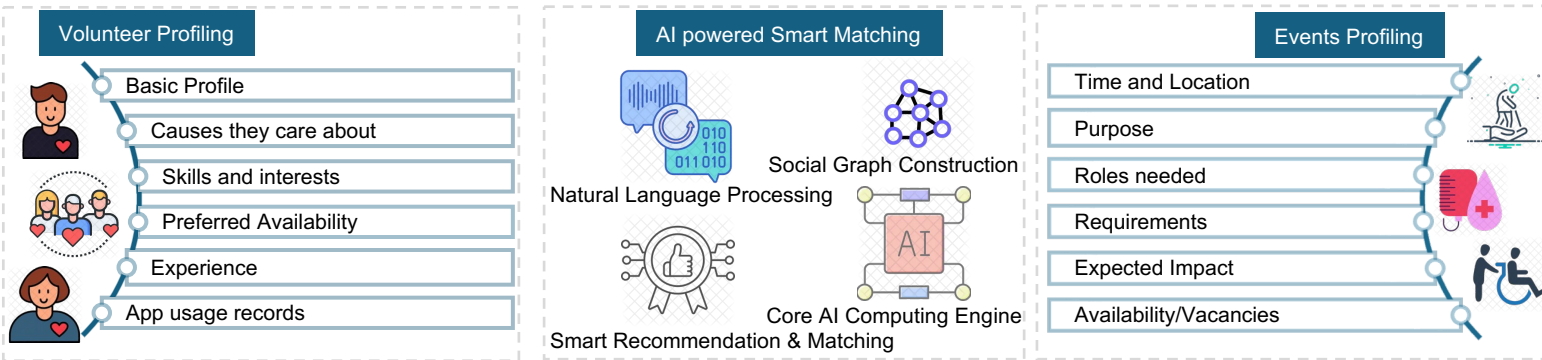 Volunteer Profiling
Basic Profile
Causes they care about
Skills and interests
Preferred Availability
Experience
App usage records
AI powered Smart Matching
010
110
011 010
Natural Language Processing
Social Graph Construction
AI
Smart Recommendation & Matching
Core AI Computing Engine
Events Profiling
Time and Location
Purpose
Roles needed
Requirements
Expected Impact
Availability/Vacancies